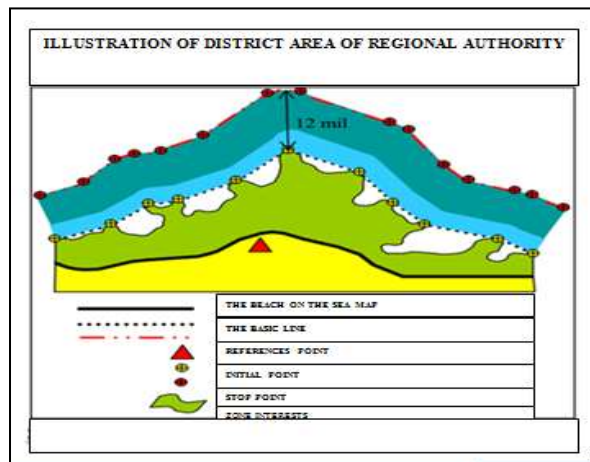 ILLUSTRATION OF DISTRICT AREA OF REGIONAL AUTHORITY
12 mil
THE BEACH ON THE SEA MAP
THE BASIC LINE
REFERENCES POINT
INITIAL POINT
STOP POINT
ZONE INTERESTS